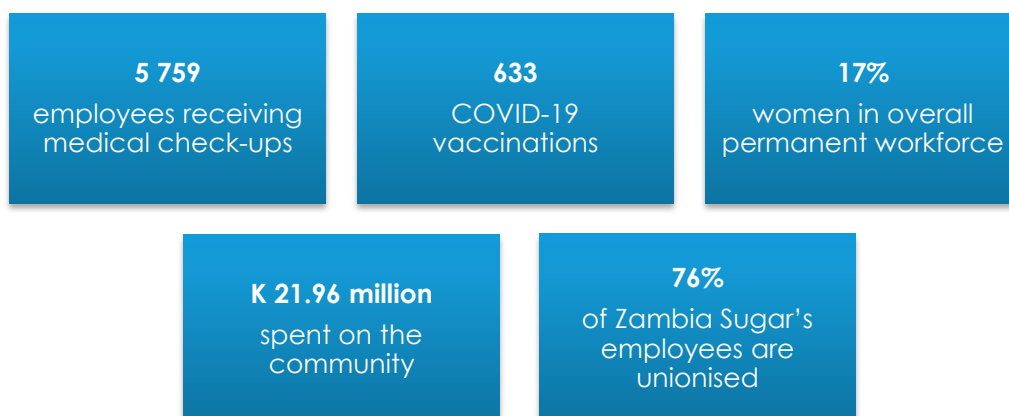 5 759
employees receiving
medical check-ups
633
COVID-19
vaccinations
17%
women in overall
permanent workforce
K 21.96 million
spent on the
community
76%
of Zambia Sugar's
employees are
unionised